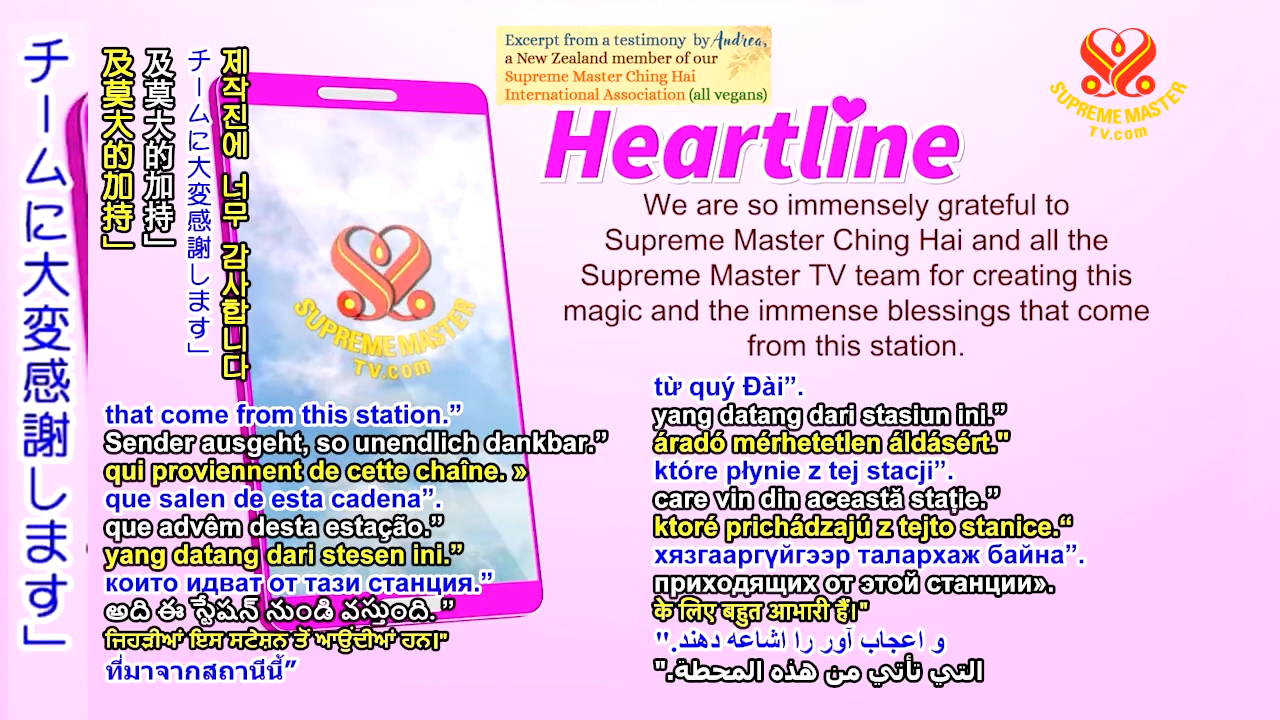 チームに大変感謝します」
及莫大的加持」
及莫大的加持」
チームに大変感謝します」
제작진에 너무 감사합니다
Excerpt from a testimony by Andrea,
a New Zealand member of our
Supreme Master Ching Hai
International Association (all vegans)
SUPREME MASTER
TV.com
Heartline
We are so immensely grateful to
Supreme Master Ching Hai and all the
Supreme Master TV team for creating this
magic and the immense blessings that come
from this station.
SUPREME MASTER
TV.com
that come from this station.”
Sender ausgeht, so unendlich dankbar.”
qui proviennent de cette chaîne. »
que salen de esta cadena”.
que advêm desta estação.”
yang datang dari stesen ini.”
които идват от тази станция.”
అది ఈ స్టేషన్ నుండి వస్తుంది. ”
ਜਿਹੜੀਆਂ ਇਸ ਸਟੇਸ਼ਨ ਤੋਂ ਆਉਂਦੀਆਂ ਹਨ।"
ที่มาจากสถานีนี้”
từ quý Đài”.
yang datang dari stasiun ini.”
áradó mérhetetlen áldásért."
które płynie z tej stacji”.
care vin din această stație.”
ktoré prichádzajú z tejto stanice.“
хязгааргүйгээр талархаж байна”.
приходящих от этой станции».
के लिए बहुत आभारी हैं।"
و اعجاب آور را اشاعه دهند."
التي تأتي من هذه المحطة."